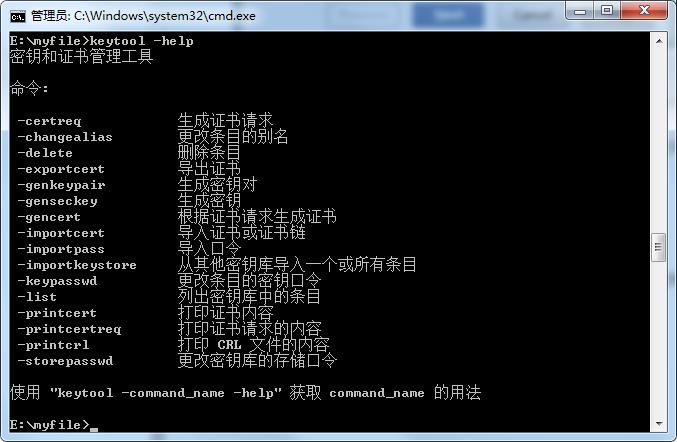 管理员: C:\Windows\system32\cmd.exe
E:\myfile>keytool -help
密钥和证书管理工具
命令:
-certreq 生成证书请求
-changealias 更改条目的别名
-delete 删除条目
-exportcert 导出证书
-genkeypair 生成密钥对
-genseckey 生成密钥
-gencert 根据证书请求生成证书
-importcert 导入证书或证书链
-importpass 导入口令
-importkeystore 从其他密钥库导入一个或所有条目
-keypasswd 更改条目的密钥口令
-list 列出密钥库中的条目
-printcert 打印证书内容
-printcertreq 打印证书请求的内容
-printcrl 打印 CRL 文件的内容
-storepasswd 更改密钥库的存储口令
使用 "keytool -command_name -help" 获取 command_name 的用法
E:\myfile>_